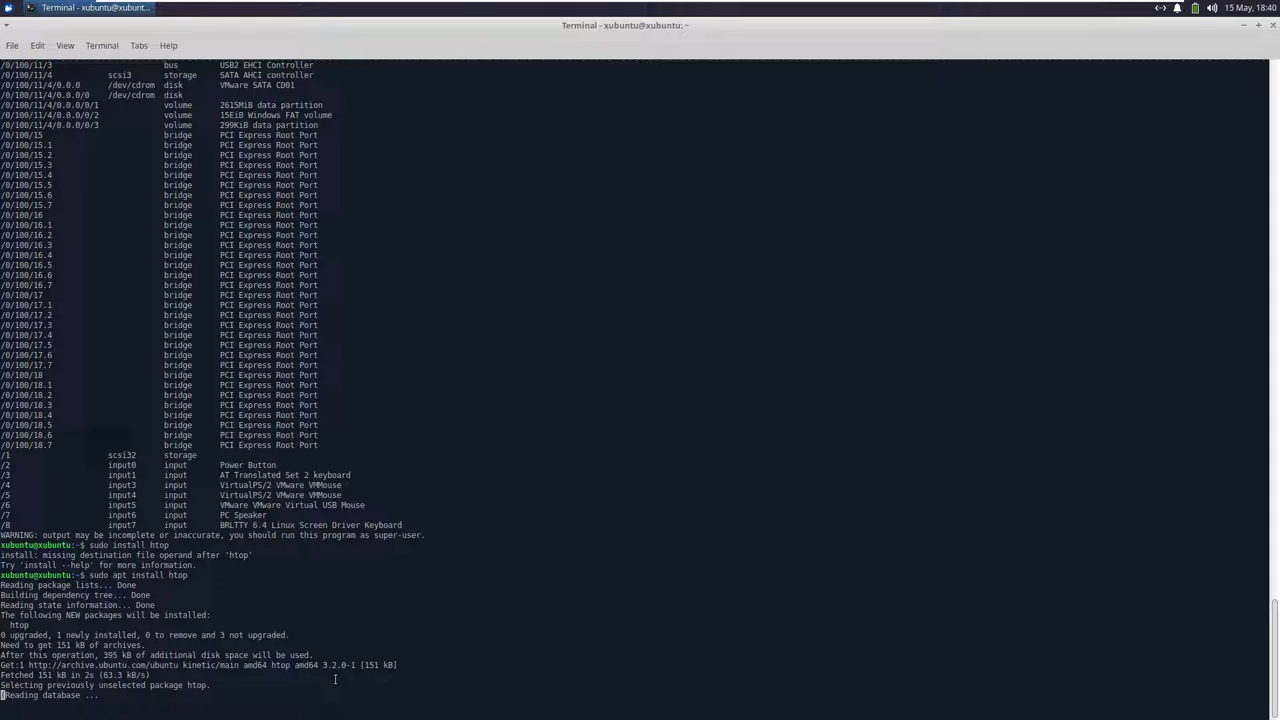 Terminal - xubuntu@xubunt...
15 May, 18:40
Terminal - xubuntu@xubuntu: ~
File Edit View Terminal Tabs Help
/0/100/11/3 bus USB2 EHCI Controller
/0/100/11/4 scsi3 storage SATA AHCI controller
/0/100/11/4/0.0.0 /dev/cdrom disk VMware SATA CD01
/0/100/11/4/0.0.0/0 /dev/cdrom disk
/0/100/11/4/0.0.0/0/1 volume 2615MiB data partition
/0/100/11/4/0.0.0/0/2 volume 15EiB Windows FAT volume
/0/100/11/4/0.0.0/0/3 volume 299KiB data partition
/0/100/15 bridge PCI Express Root Port
/0/100/15.1 bridge PCI Express Root Port
/0/100/15.2 bridge PCI Express Root Port
/0/100/15.3 bridge PCI Express Root Port
/0/100/15.4 bridge PCI Express Root Port
/0/100/15.5 bridge PCI Express Root Port
/0/100/15.6 bridge PCI Express Root Port
/0/100/15.7 bridge PCI Express Root Port
/0/100/16 bridge PCI Express Root Port
/0/100/16.1 bridge PCI Express Root Port
/0/100/16.2 bridge PCI Express Root Port
/0/100/16.3 bridge PCI Express Root Port
/0/100/16.4 bridge PCI Express Root Port
/0/100/16.5 bridge PCI Express Root Port
/0/100/16.6 bridge PCI Express Root Port
/0/100/16.7 bridge PCI Express Root Port
/0/100/17 bridge PCI Express Root Port
/0/100/17.1 bridge PCI Express Root Port
/0/100/17.2 bridge PCI Express Root Port
/0/100/17.3 bridge PCI Express Root Port
/0/100/17.4 bridge PCI Express Root Port
/0/100/17.5 bridge PCI Express Root Port
/0/100/17.6 bridge PCI Express Root Port
/0/100/17.7 bridge PCI Express Root Port
/0/100/18 bridge PCI Express Root Port
/0/100/18.1 bridge PCI Express Root Port
/0/100/18.2 bridge PCI Express Root Port
/0/100/18.3 bridge PCI Express Root Port
/0/100/18.4 bridge PCI Express Root Port
/0/100/18.5 bridge PCI Express Root Port
/0/100/18.6 bridge PCI Express Root Port
/0/100/18.7 bridge PCI Express Root Port
/1 scsi32 storage
/2 input0 input Power Button
/3 input1 input AT Translated Set 2 keyboard
/4 input3 input VirtualPS/2 VMware VMMouse
/5 input4 input VirtualPS/2 VMware VMMouse
/6 input5 input VMware VMware Virtual USB Mouse
/7 input6 input PC Speaker
/8 input7 input BRLTTY 6.4 Linux Screen Driver Keyboard
WARNING: output may be incomplete or inaccurate, you should run this program as super-user.
xubuntu@xubuntu:~$ sudo install htop
install: missing destination file operand after 'htop'
Try 'install --help' for more information.
xubuntu@xubuntu:~$ sudo apt install htop
Reading package lists... Done
Building dependency tree... Done
Reading state information... Done
The following NEW packages will be installed:
htop
0 upgraded, 1 newly installed, 0 to remove and 3 not upgraded.
Need to get 151 kB of archives.
After this operation, 395 kB of additional disk space will be used.
Get:1 http://archive.ubuntu.com/ubuntu kinetic/main amd64 htop amd64 3.2.0-1 [151 kB]
Fetched 151 kB in 2s (63.3 kB/s)
Selecting previously unselected package htop.
(Reading database ...